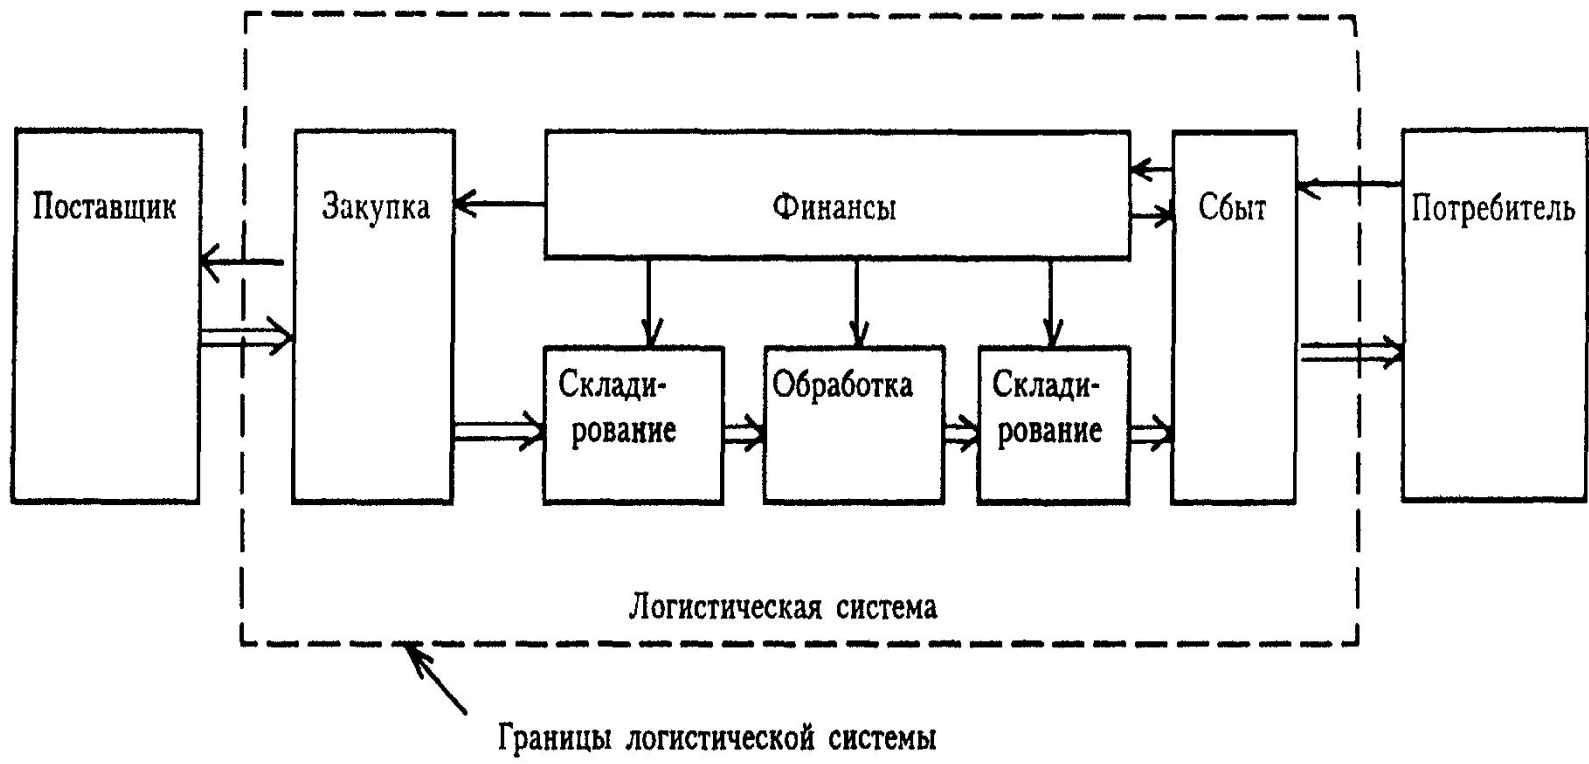 Поставщик
Закупка
Финансы
Сбыт
Потребитель
Склади-
рование
Обработка
Склади-
рование
Логистическая система
Границы логистической системы